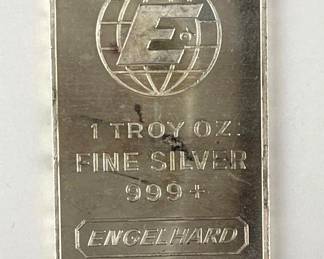 E
1 TROY OZ.
FINE SILVER
999+
ENGELHARD